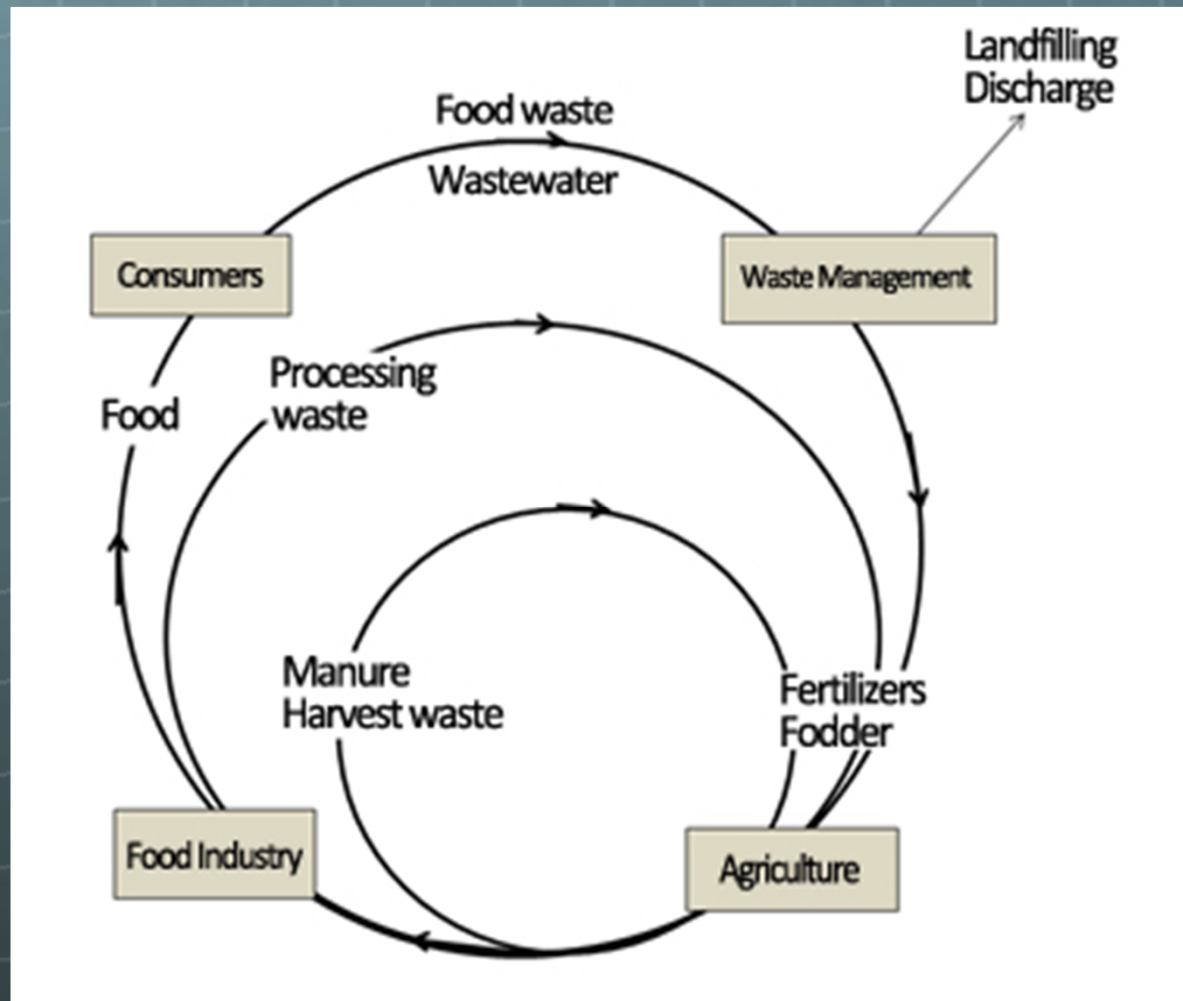 Landfilling
Discharge
Food waste
Wastewater
Consumers
Waste Management
Processing
waste
Food
Manure
Harvest waste
Fertilizers
Fodder
Food Industry
Agriculture